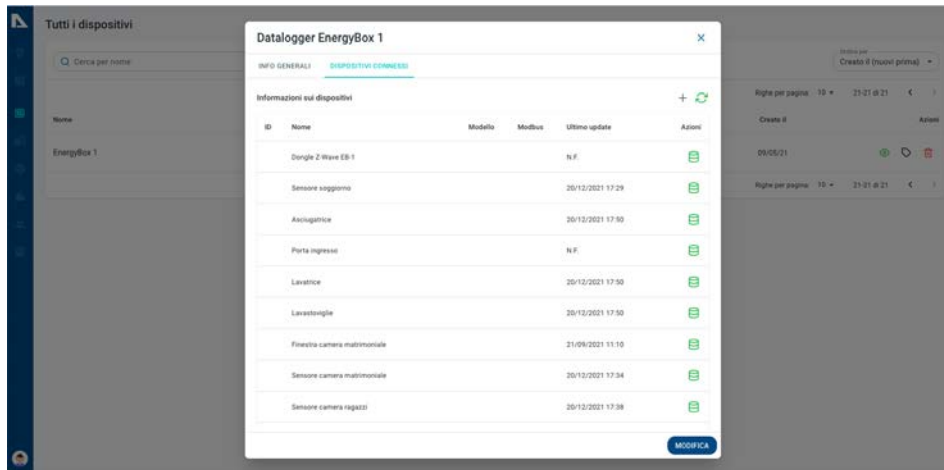 Tutti i dispositivi
Cerca per nome
Ordina per
Creato il (nuovi prima)
Righe per pagina: 10 21-21 di 21
Nome Creato il Azioni
EnergyBox 1 09/05/21
Righe per pagina: 10 21-21 di 21
Datalogger EnergyBox 1
INFO GENERALI DISPOSITIVI CONNESSI
Informazioni sui dispositivi
ID Nome Modello Modbus Ultimo update Azioni
Dongle Z-Wave EB-1 N.F.
Sensore soggiorno 20/12/2021 17:29
Asciugatrice 20/12/2021 17:50
Porta ingresso N.F.
Lavatrice 20/12/2021 17:50
Lavastoviglie 20/12/2021 17:50
Finestra camera matrimoniale 21/09/2021 11:10
Sensore camera matrimoniale 20/12/2021 17:34
Sensore camera ragazzi 20/12/2021 17:38
MODIFICA